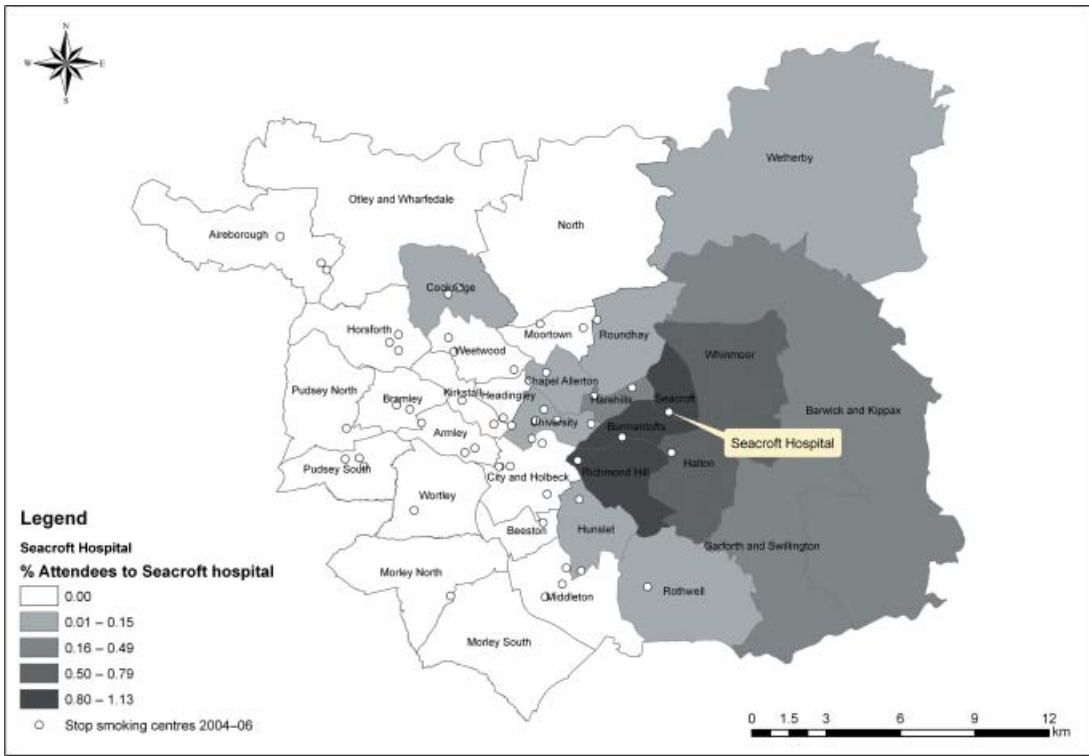 N
W E
S
Wetherby
Otley and Wharfedale
North
Aireborough
Cookridge
Horsforth
Moortown
Roundhay
Weetwood
Whinmoor
Chapel Allerton
Pudsey North
Kirkstall
Headingley
Harehills
Seacroft
Bramley
Barwick and Kippax
University
Burmantofts
Armley
Seacroft Hospital
Halton
Pudsey South
City and Holbeck
Richmond Hill
Wortley
Beeston
Hunslet
Garforth and Swillington
Morley North
Middleton
Rothwell
Morley South
Legend
Seacroft Hospital
% Attendees to Seacroft hospital
0.00
0.01 – 0.15
0.16 – 0.49
0.50 – 0.79
0.80 – 1.13
Stop smoking centres 2004–06
0 1.5 3 6 9 12
km